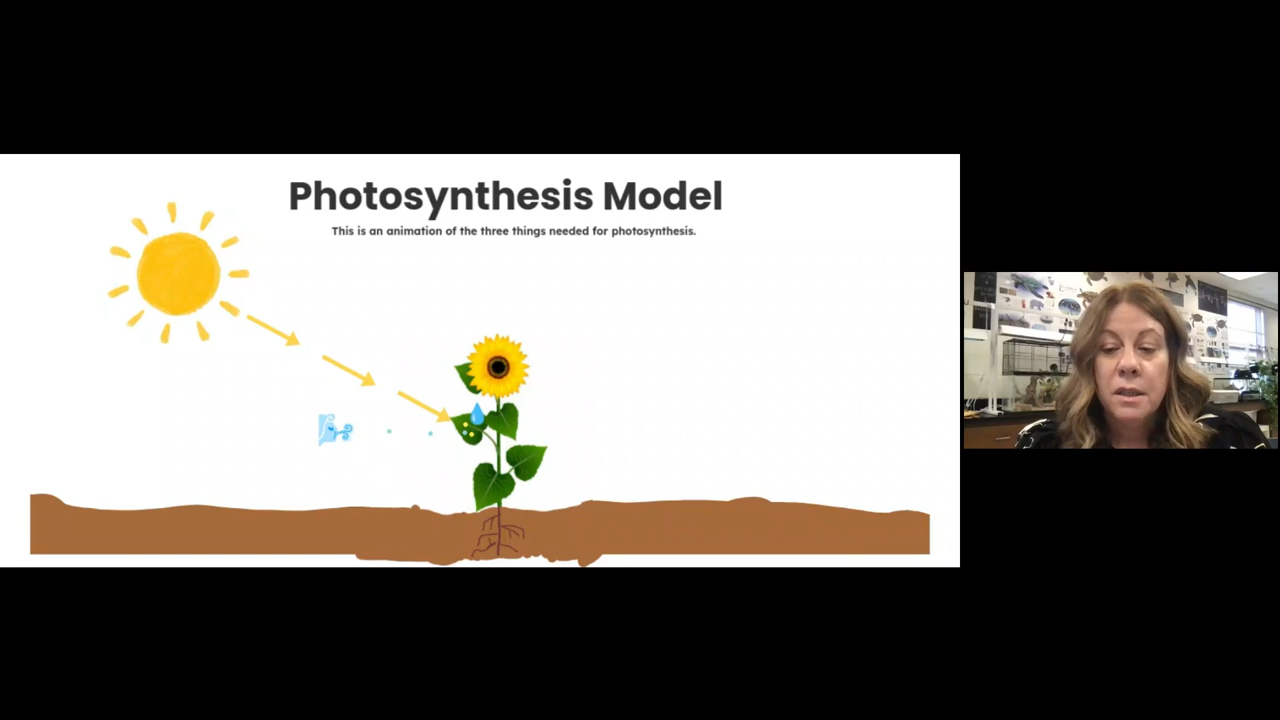 Photosynthesis Model
This is an animation of the three things needed for photosynthesis.